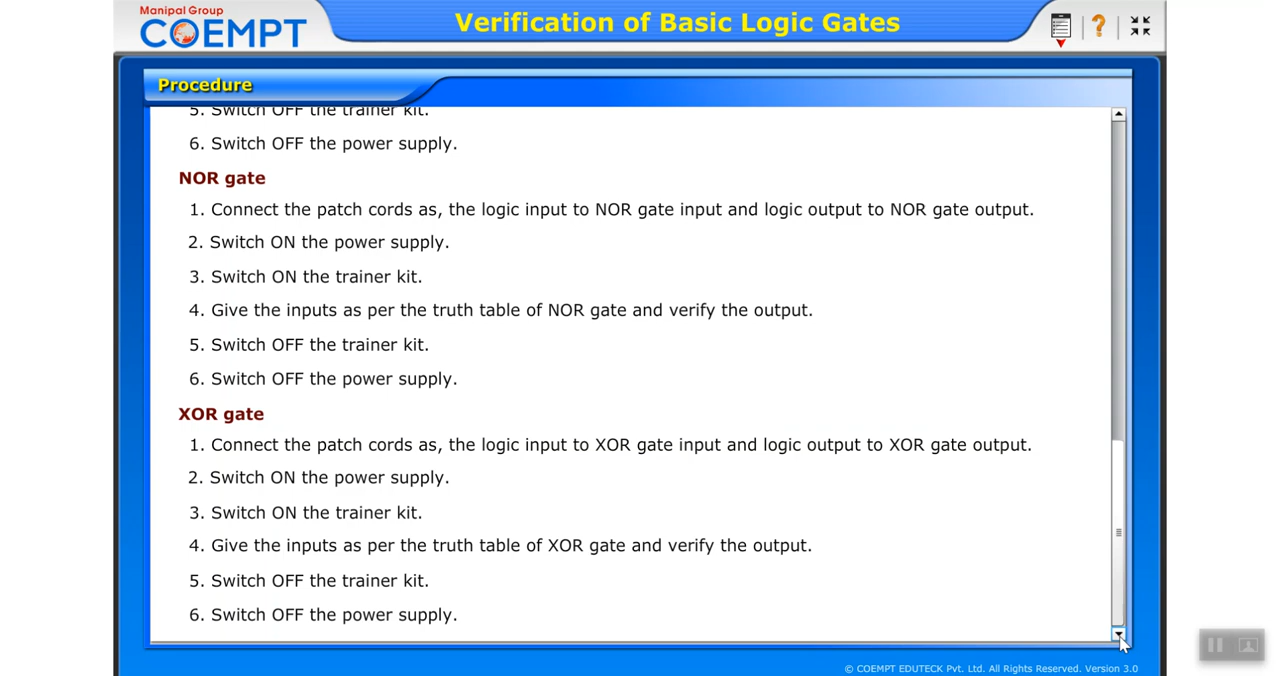 Manipal Group
COEMPT
Verification of Basic Logic Gates
?
Procedure
5. Switch OFF the trainer kit.
6. Switch OFF the power supply.
NOR gate
1. Connect the patch cords as, the logic input to NOR gate input and logic output to NOR gate output.
2. Switch ON the power supply.
3. Switch ON the trainer kit.
4. Give the inputs as per the truth table of NOR gate and verify the output.
5. Switch OFF the trainer kit.
6. Switch OFF the power supply.
XOR gate
1. Connect the patch cords as, the logic input to XOR gate input and logic output to XOR gate output.
2. Switch ON the power supply.
3. Switch ON the trainer kit.
4. Give the inputs as per the truth table of XOR gate and verify the output.
5. Switch OFF the trainer kit.
6. Switch OFF the power supply.
© COEMPT EDUTECK Pvt. Ltd. All Rights Reserved. Version 3.0